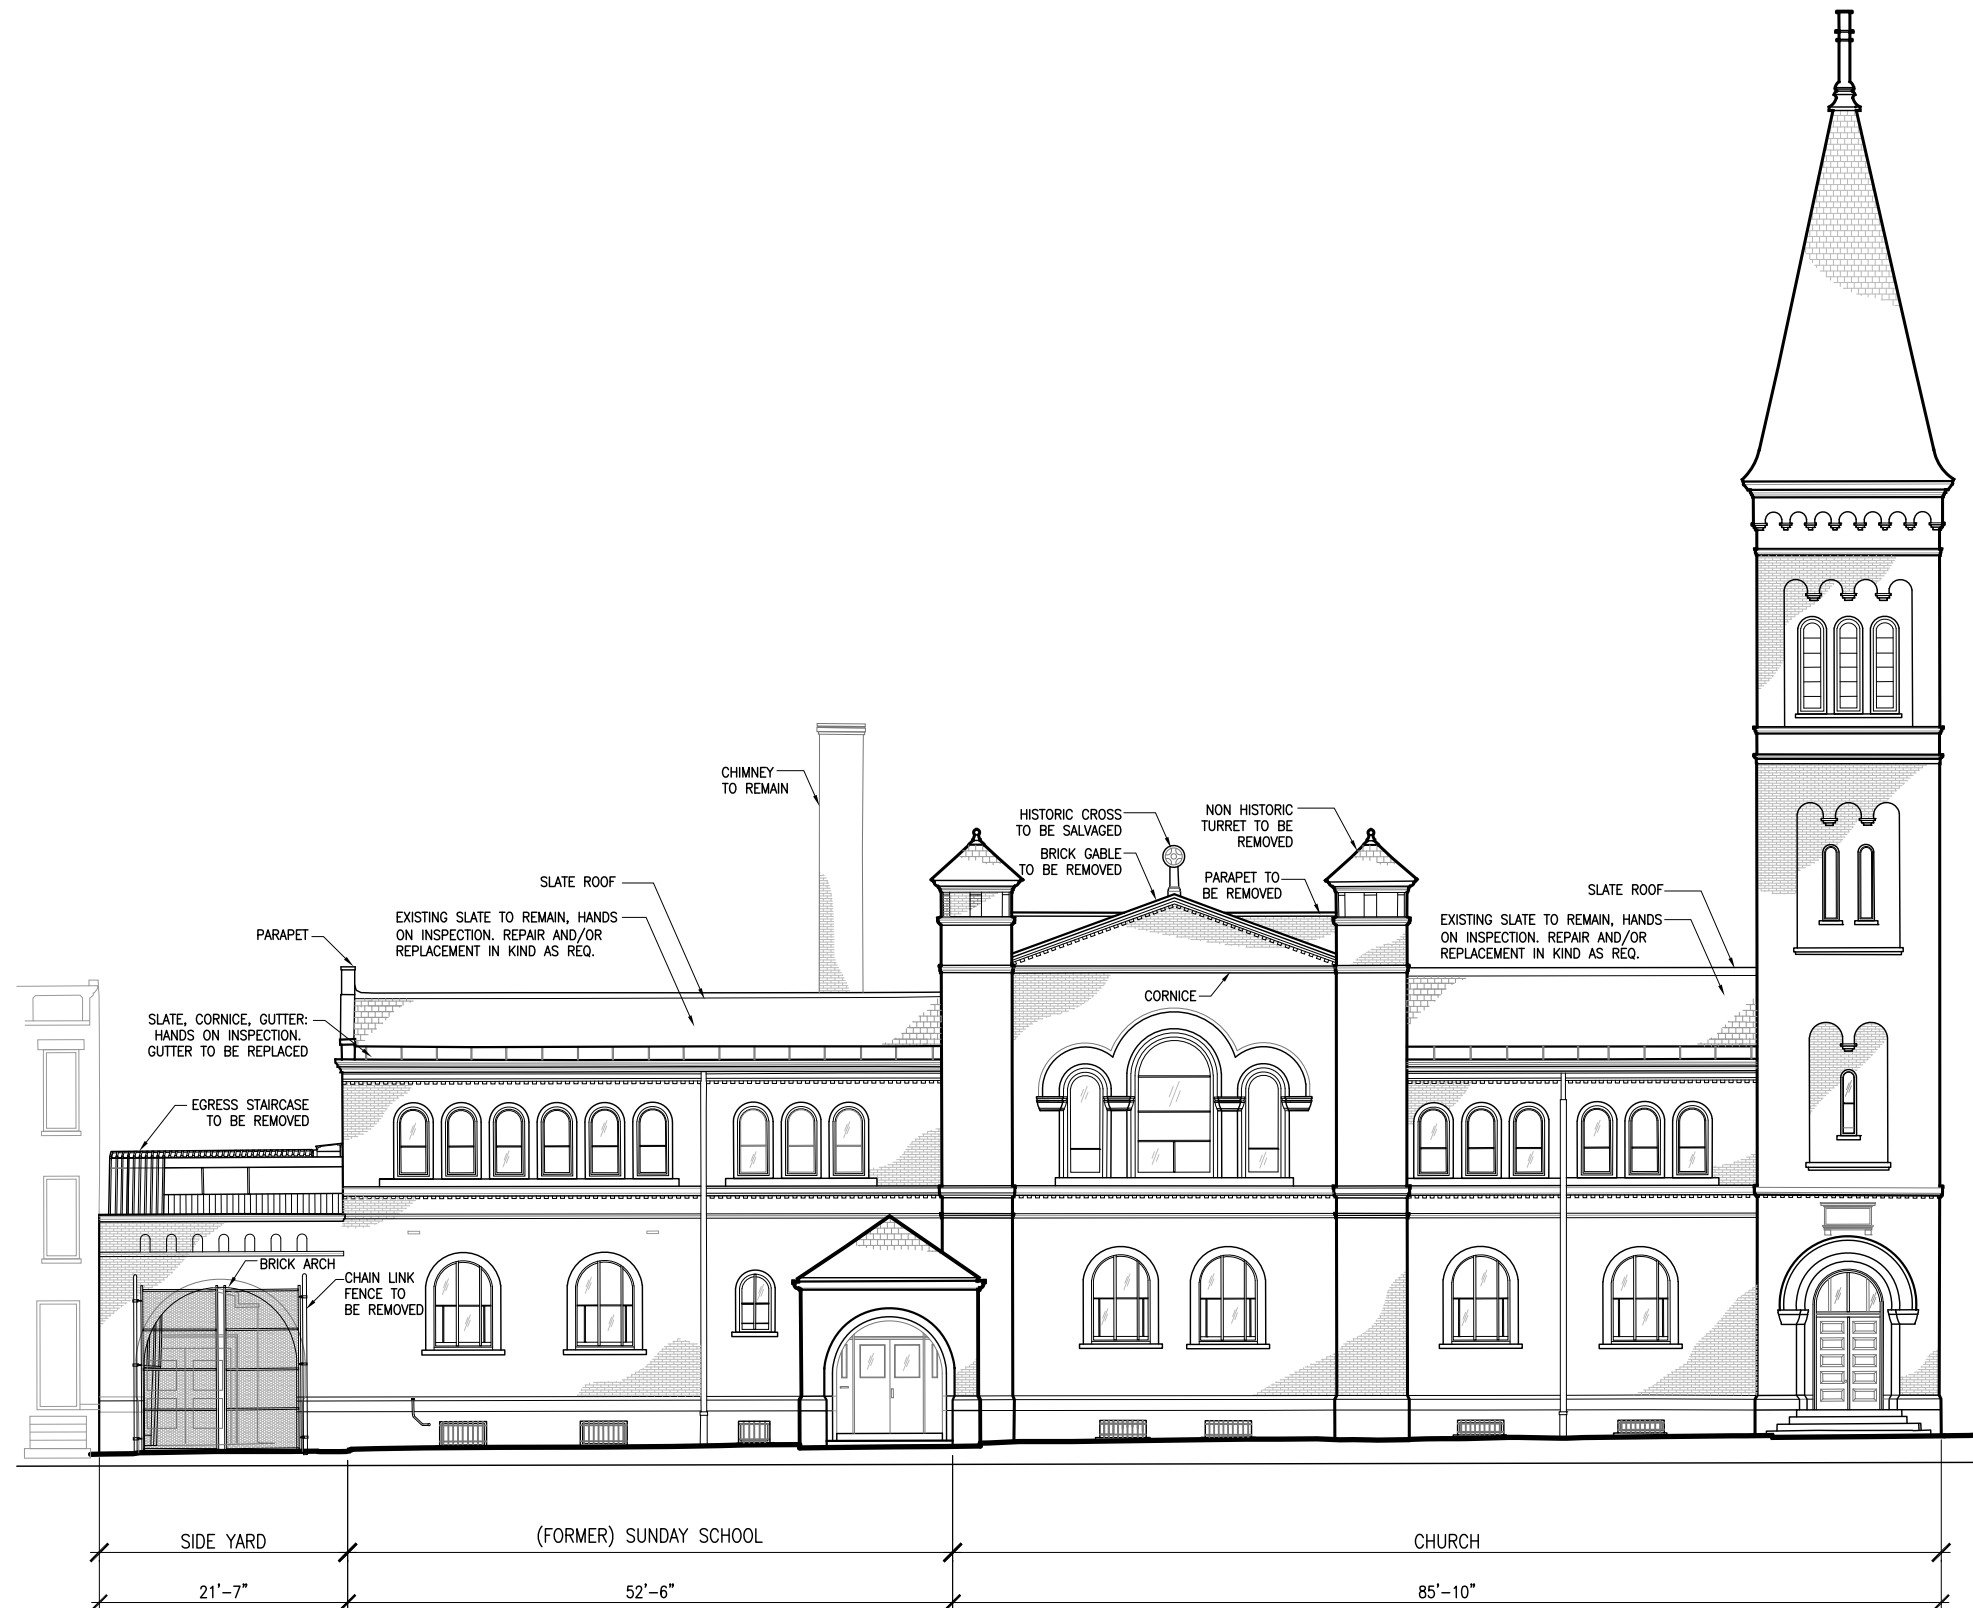 CHIMNEY
TO REMAIN
HISTORIC CROSS
TO BE SALVAGED
BRICK GABLE
TO BE REMOVED
NON HISTORIC
TURRET TO BE
REMOVED
PARAPET TO
BE REMOVED
SLATE ROOF
EXISTING SLATE TO REMAIN, HANDS
ON INSPECTION. REPAIR AND/OR
REPLACEMENT IN KIND AS REQ.
SLATE ROOF
EXISTING SLATE TO REMAIN, HANDS
ON INSPECTION. REPAIR AND/OR
REPLACEMENT IN KIND AS REQ.
PARAPET
CORNICE
SLATE, CORNICE, GUTTER:
HANDS ON INSPECTION.
GUTTER TO BE REPLACED
EGRESS STAIRCASE
TO BE REMOVED
BRICK ARCH
CHAIN LINK
FENCE TO
BE REMOVED
SIDE YARD
(FORMER) SUNDAY SCHOOL
CHURCH
21'-7"
52'-6"
85'-10"